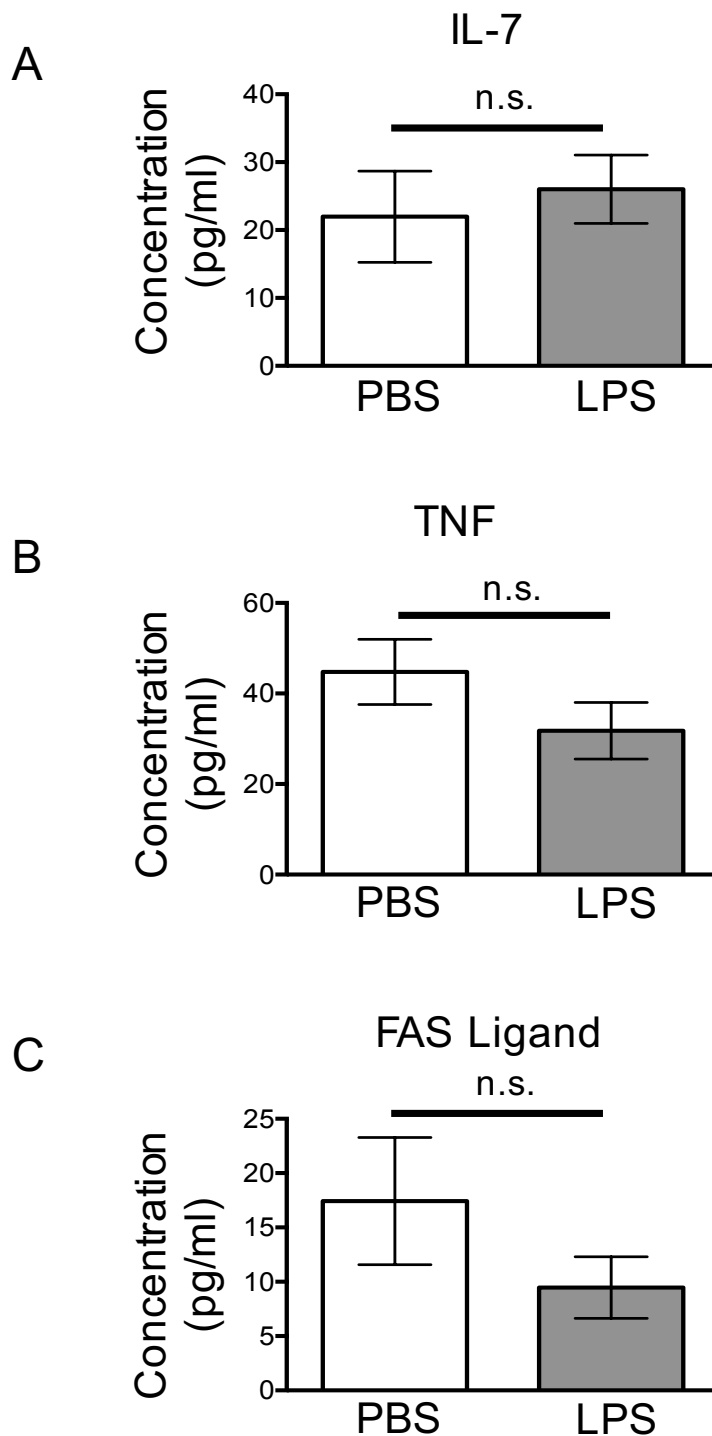 A
IL-7
n.s.
Concentration
(pg/ml)
40
30
20
10
0
PBS
LPS
B
TNF
n.s.
Concentration
(pg/ml)
60
40
20
0
PBS
LPS
C
FAS Ligand
n.s.
Concentration
(pg/ml)
25
20
15
10
5
0
PBS
LPS